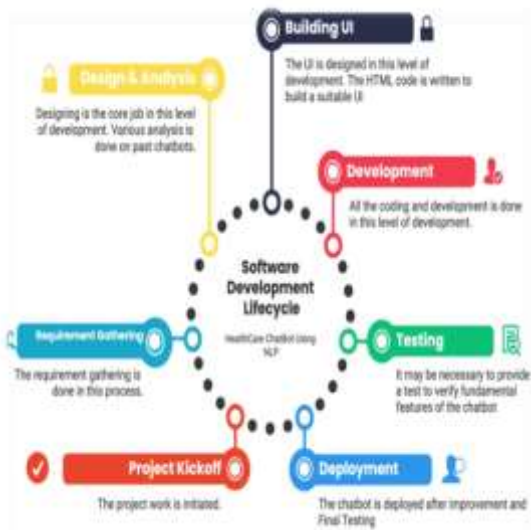 Building UI
The UI is designed in this level of
development. The HTML code is written to
build a suitable UI
Design & Analysis
Designing is the core job in this level
of development. Various analysis is
done on past chatbots.
Development
All the coding and development is done
in this level of development.
Software
Development
Lifecycle
HealthCare ChatBot Using
NLP
Requirement Gathering
The requirement gathering is
done in this process.
Testing
It may be necessary to provide
a test to verify fundamental
features of the chatbot
Project Kickoff
The project work is initiated.
Deployment
The chatbot is deployed after improvement and
Final Testing